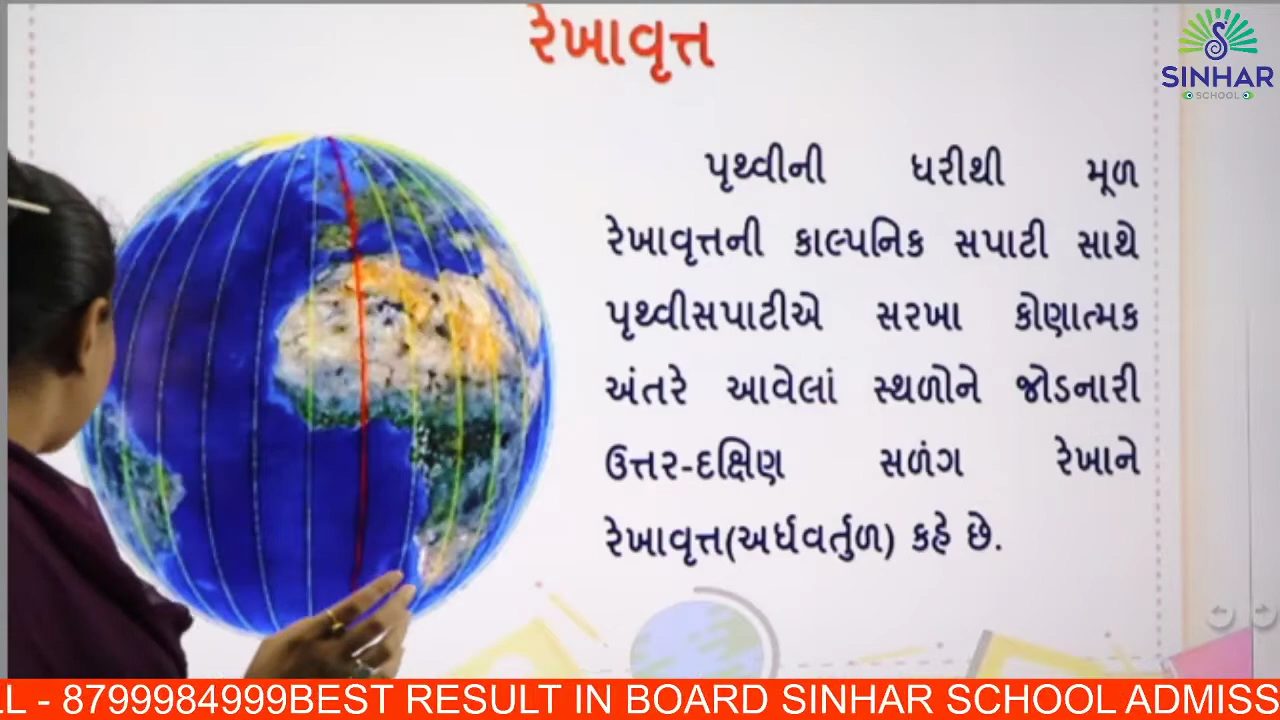 રેખાવૃત્ત
SINHAR
SCHOOL
પૃથ્વીની ધરીથી મૂળ
રેખાવૃત્તની કાલ્પનિક સપાટી સાથે
પૃથ્વીસપાટીએ સરખા કોણાત્મક
અંતરે આવેલાં સ્થળોને જોડનારી
ઉત્તર-દક્ષિણ સળંગ રેખાને
રેખાવૃત્ત(અર્ધવર્તુળ) કહે છે.
LL - 8799984999BEST RESULT IN BOARD SINHAR SCHOOL ADMISS